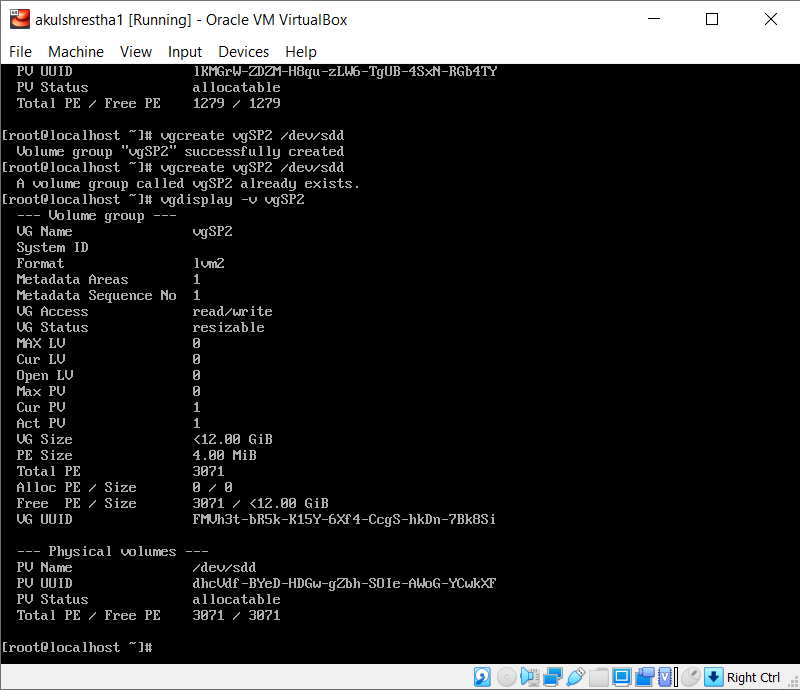 akulshrestha1 [Running] - Oracle VM VirtualBox
File Machine View Input Devices Help
PV UUID lKMGrW-ZDZM-H8qu-zLW6-TgUB-4SxN-RGb4TY
PV Status allocatable
Total PE / Free PE 1279 / 1279
[root@localhost ~]# vgcreate vgSP2 /dev/sdd
Volume group "vgSP2" successfully created
[root@localhost ~]# vgcreate vgSP2 /dev/sdd
A volume group called vgSP2 already exists.
[root@localhost ~]# vgdisplay -v vgSP2
--- Volume group ---
VG Name vgSP2
System ID
Format lvm2
Metadata Areas 1
Metadata Sequence No 1
VG Access read/write
VG Status resizable
MAX LV 0
Cur LV 0
Open LV 0
Max PV 0
Cur PV 1
Act PV 1
VG Size <12.00 GiB
PE Size 4.00 MiB
Total PE 3071
Alloc PE / Size 0 / 0
Free PE / Size 3071 / <12.00 GiB
VG UUID FMVh3t-bR5k-K15Y-6Xf4-CcgS-hkDn-7Bk8Si
--- Physical volumes ---
PV Name /dev/sdd
PV UUID dhcVdf-BYeD-HDGw-gZbh-SOIe-AWoG-YCwkXF
PV Status allocatable
Total PE / Free PE 3071 / 3071
[root@localhost ~]#
Right Ctrl